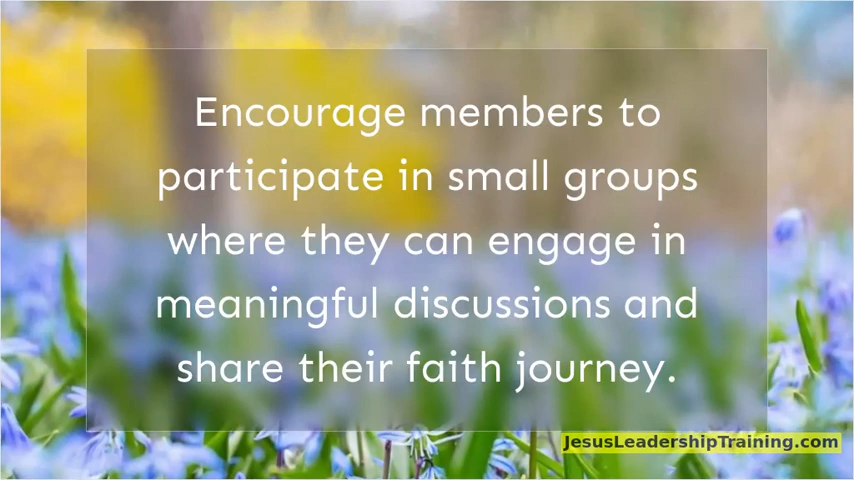 Encourage members to
participate in small groups
where they can engage in
meaningful discussions and
share their faith journey.
JesusLeadershipTraining.com